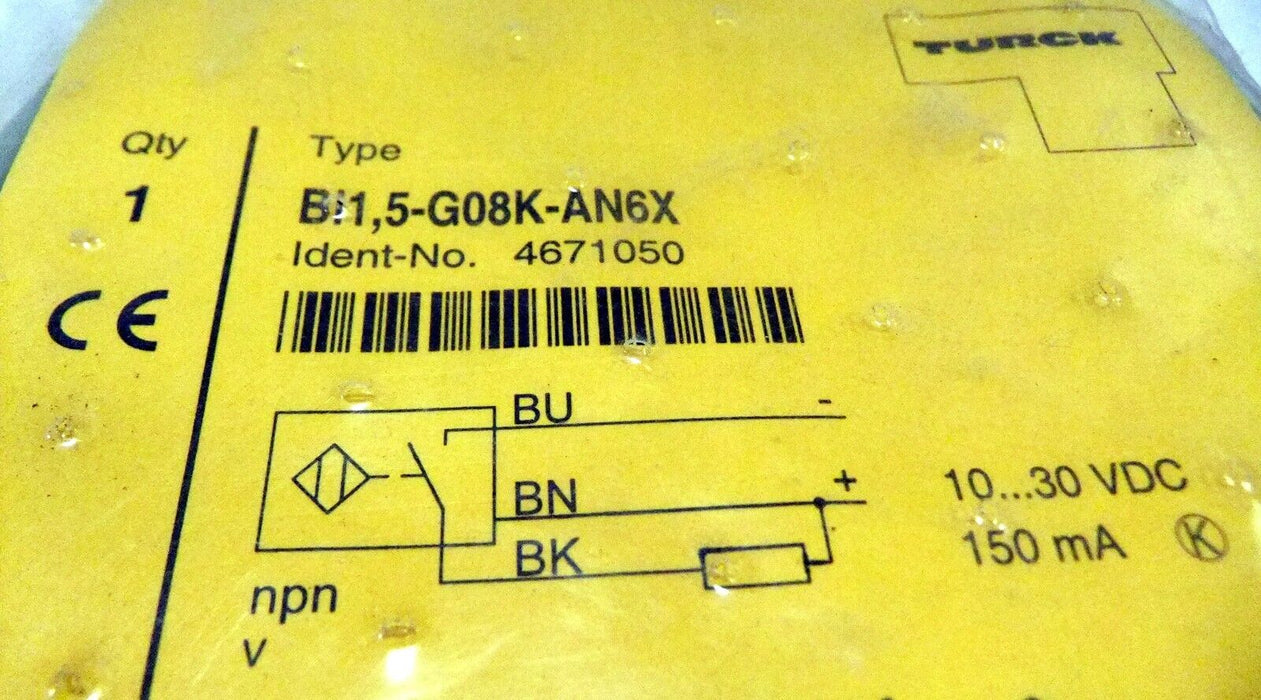 TURCK
Qty
Type
1
BI1,5-G08K-AN6X
Ident-No. 4671050
CE
BU -
BN +
10...30 VDC
BK
150 mA K
npn
v